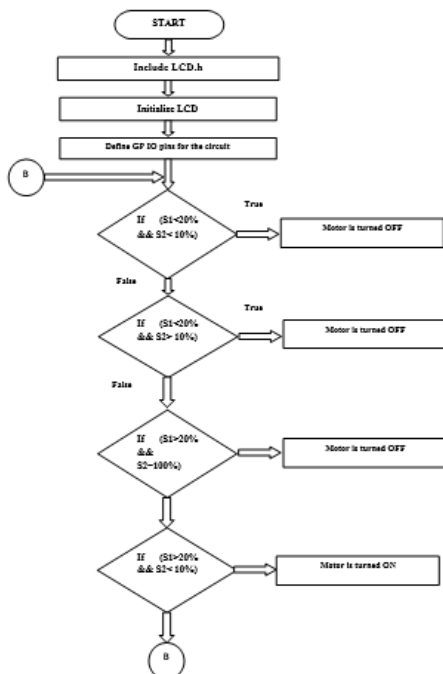 START
Include LCD.h
Initialize LCD
Define GP IO pins for the circuit
B
If (S1<20%
&& S2<10%)
True
Motor is turned OFF
False
If (S1<20%
&& S2>10%)
True
Motor is turned OFF
False
If (S1>20%
&&
S2=100%)
Motor is turned OFF
If (S1>20%
&& S2<10%)
Motor is turned ON
B